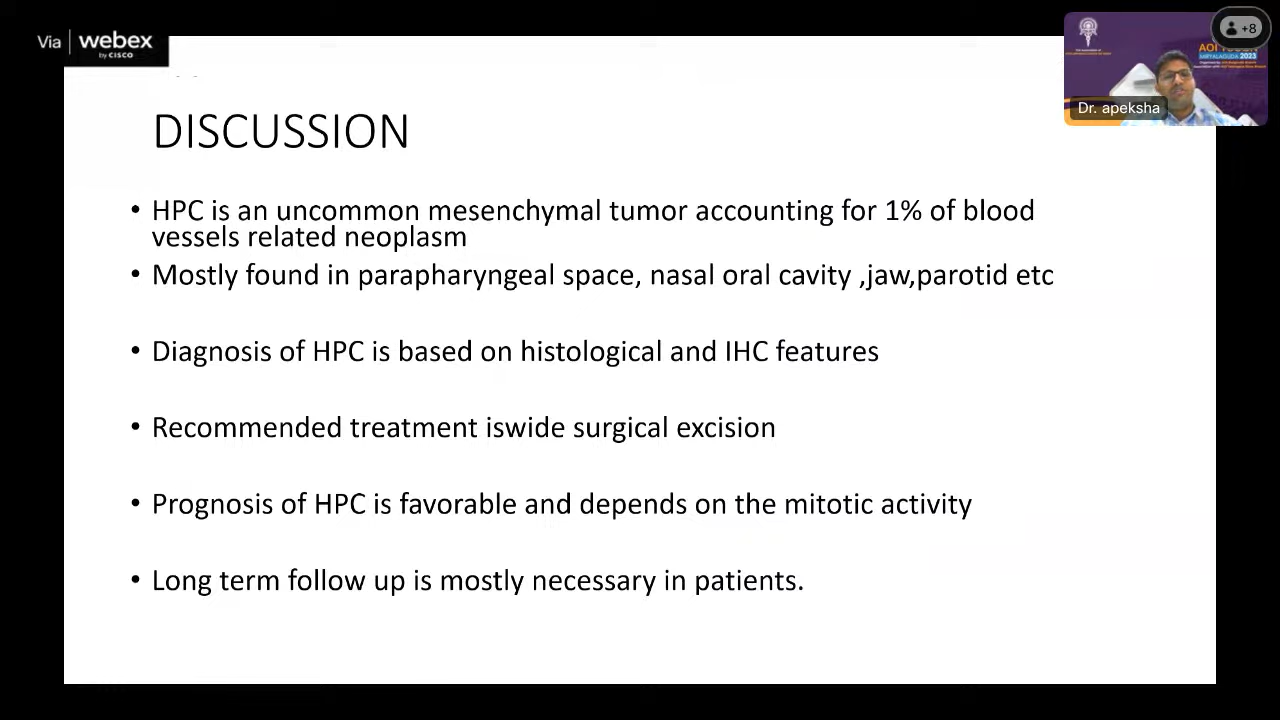 Via webex
by CISCO
+8
AOI
MIRYALAGUDA 2023
Dr. apeksha
DISCUSSION
• HPC is an uncommon mesenchymal tumor accounting for 1% of blood
vessels related neoplasm
• Mostly found in parapharyngeal space, nasal oral cavity ,jaw,parotid etc
• Diagnosis of HPC is based on histological and IHC features
• Recommended treatment iswide surgical excision
• Prognosis of HPC is favorable and depends on the mitotic activity
• Long term follow up is mostly necessary in patients.